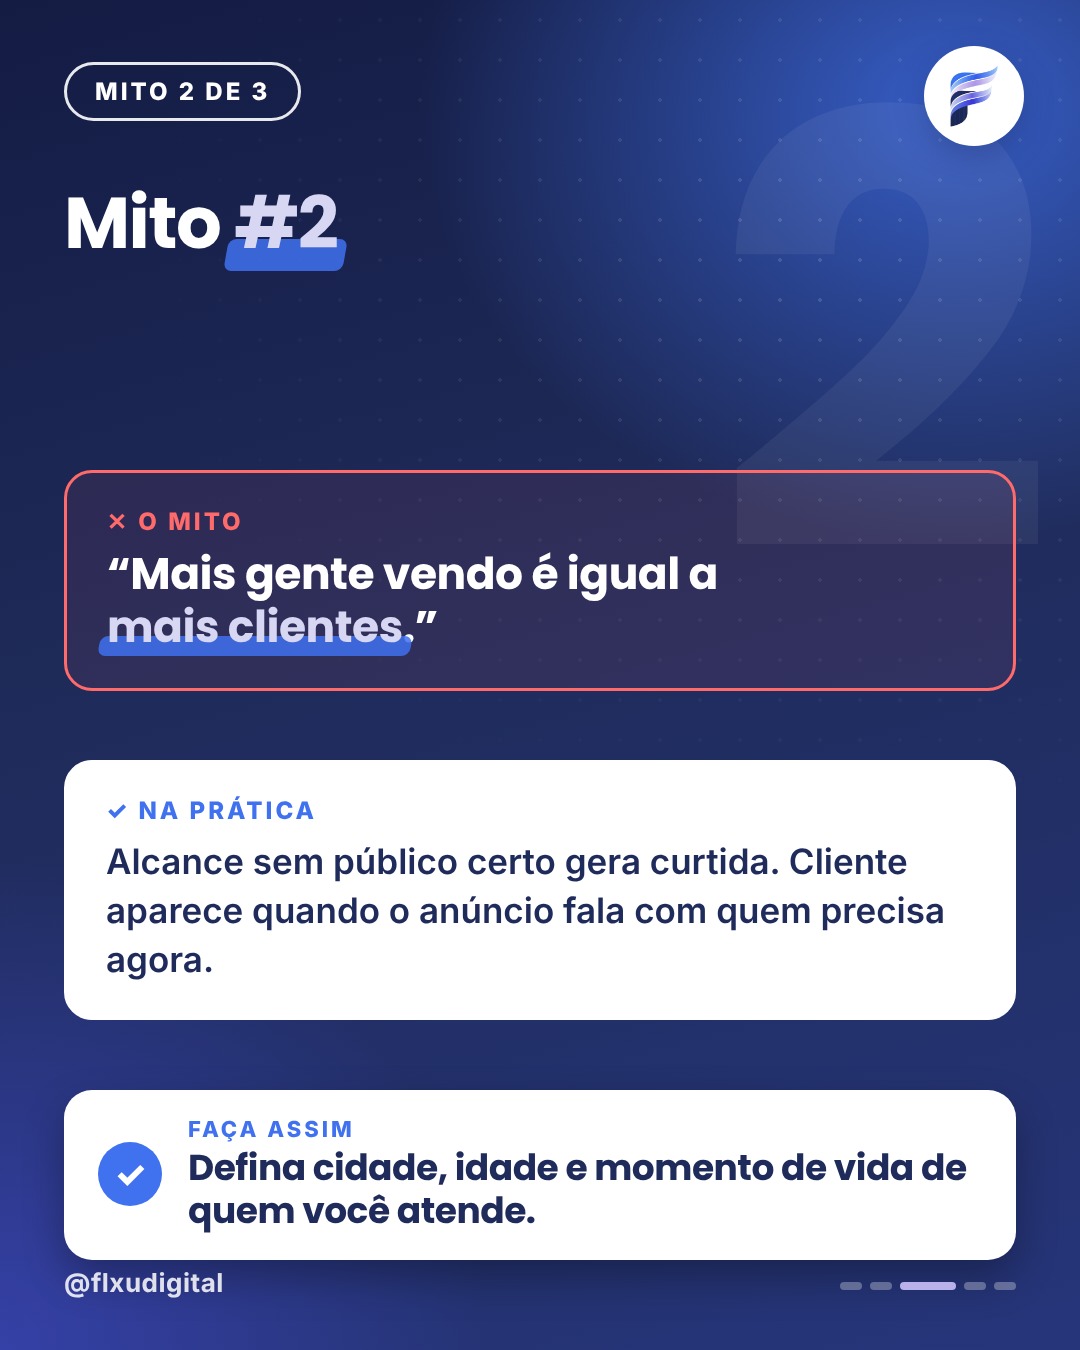 MITO 2 DE 3
Mito #2
2
✕ O MITO
“Mais gente vendo é igual a
mais clientes.”
✓ NA PRÁTICA
Alcance sem público certo gera curtida. Cliente
aparece quando o anúncio fala com quem precisa
agora.
FAÇA ASSIM
Defina cidade, idade e momento de vida de
quem você atende.
@flxudigital